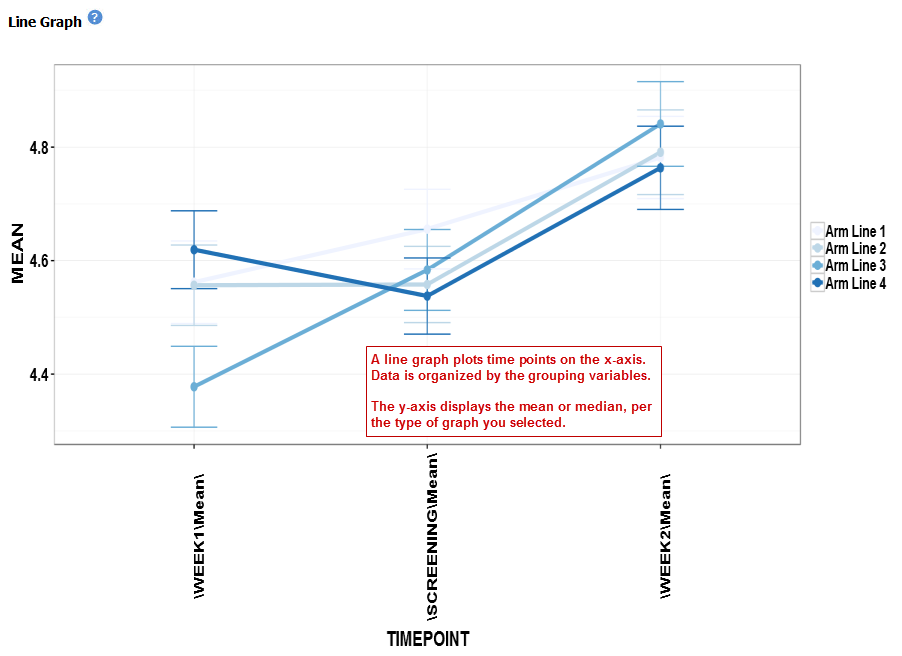 Line Graph ?
MEAN
4.8
4.6
4.4
Arm Line 1
Arm Line 2
Arm Line 3
Arm Line 4
A line graph plots time points on the x-axis.
Data is organized by the grouping variables.
The y-axis displays the mean or median, per
the type of graph you selected.
\WEEK1\Mean\
\SCREENING\Mean\
\WEEK2\Mean\
TIMEPOINT